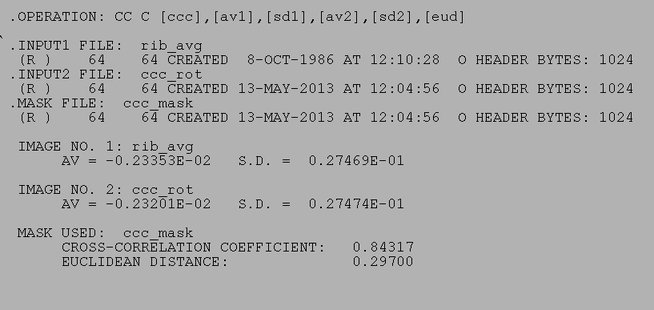 .OPERATION: CC C [ccc],[av1],[sd1],[av2],[sd2],[eud]
.INPUT1 FILE: rib_avg
(R ) 64 64 CREATED 8-OCT-1986 AT 12:10:28 O HEADER BYTES: 1024
.INPUT2 FILE: ccc_rot
(R ) 64 64 CREATED 13-MAY-2013 AT 12:04:56 O HEADER BYTES: 1024
.MASK FILE: ccc_mask
(R ) 64 64 CREATED 13-MAY-2013 AT 12:04:56 O HEADER BYTES: 1024
IMAGE NO. 1: rib_avg
AV = -0.23353E-02 S.D. = 0.27469E-01
IMAGE NO. 2: ccc_rot
AV = -0.23201E-02 S.D. = 0.27474E-01
MASK USED: ccc_mask
CROSS-CORRELATION COEFFICIENT: 0.84317
EUCLIDEAN DISTANCE: 0.29700